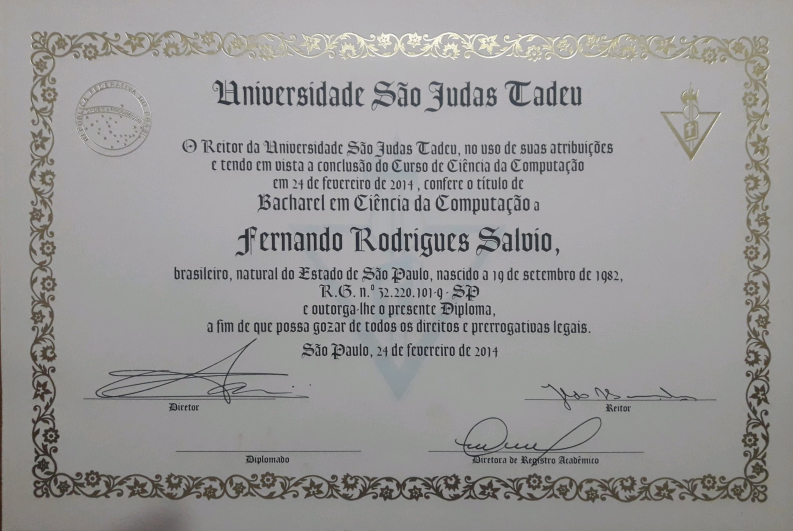 REPÚBLICA FEDERATIVA DO BRASIL
Universidade São Judas Tadeu
O Reitor da Universidade São Judas Tadeu, no uso de suas atribuições
e tendo em vista a conclusão do Curso de Ciência da Computação
em 24 de fevereiro de 2014 , confere o título de
Bacharel em Ciência da Computação a
Fernando Rodrigues Salvio,
brasileiro, natural do Estado de São Paulo, nascido a 19 de setembro de 1982,
R.G. n.º 32.220.101-9 - SP
e outorga-lhe o presente Diploma,
a fim de que possa gozar de todos os direitos e prerrogativas legais.
São Paulo, 24 de fevereiro de 2014
Diretor
Reitor
Diplomado
Diretora de Registro Acadêmico